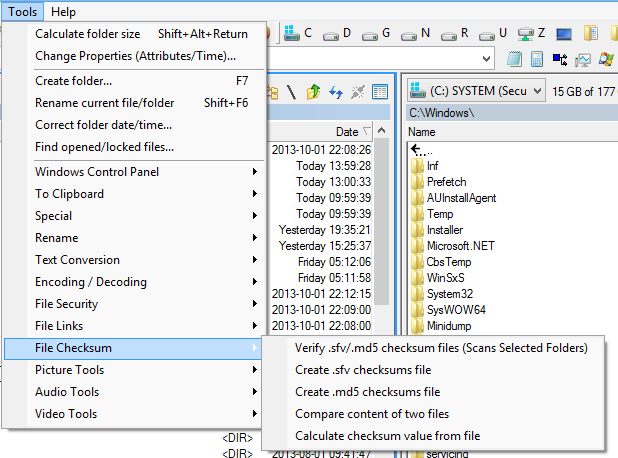 Tools Help
Calculate folder size Shift+Alt+Return
Change Properties (Attributes/Time)...
Create folder... F7
Rename current file/folder Shift+F6
Correct folder date/time...
Find opened/locked files...
Windows Control Panel
To Clipboard
Special
Rename
Text Conversion
Encoding / Decoding
File Security
File Links
File Checksum
Picture Tools
Audio Tools
Video Tools
Verify .sfv/.md5 checksum files (Scans Selected Folders)
Create .sfv checksums file
Create .md5 checksums file
Compare content of two files
Calculate checksum value from file
C D G N R U Z
Date
2013-10-01 22:08:26
Today 13:59:28
Today 13:00:33
Today 09:59:39
Today 09:59:39
Yesterday 19:35:21
Yesterday 15:25:37
Friday 05:12:06
Friday 05:11:58
2013-10-01 22:12:15
2013-10-01 22:09:00
2013-10-01 22:08:00
<DIR>
<DIR> 2013-08-01 09:41:47
(C:) SYSTEM (Secu 15 GB of 177
C:\Windows\
Name
..
Inf
Prefetch
AUInstallAgent
Temp
Installer
Microsoft.NET
CbsTemp
WinSxS
System32
SysWOW64
Minidump
servicing